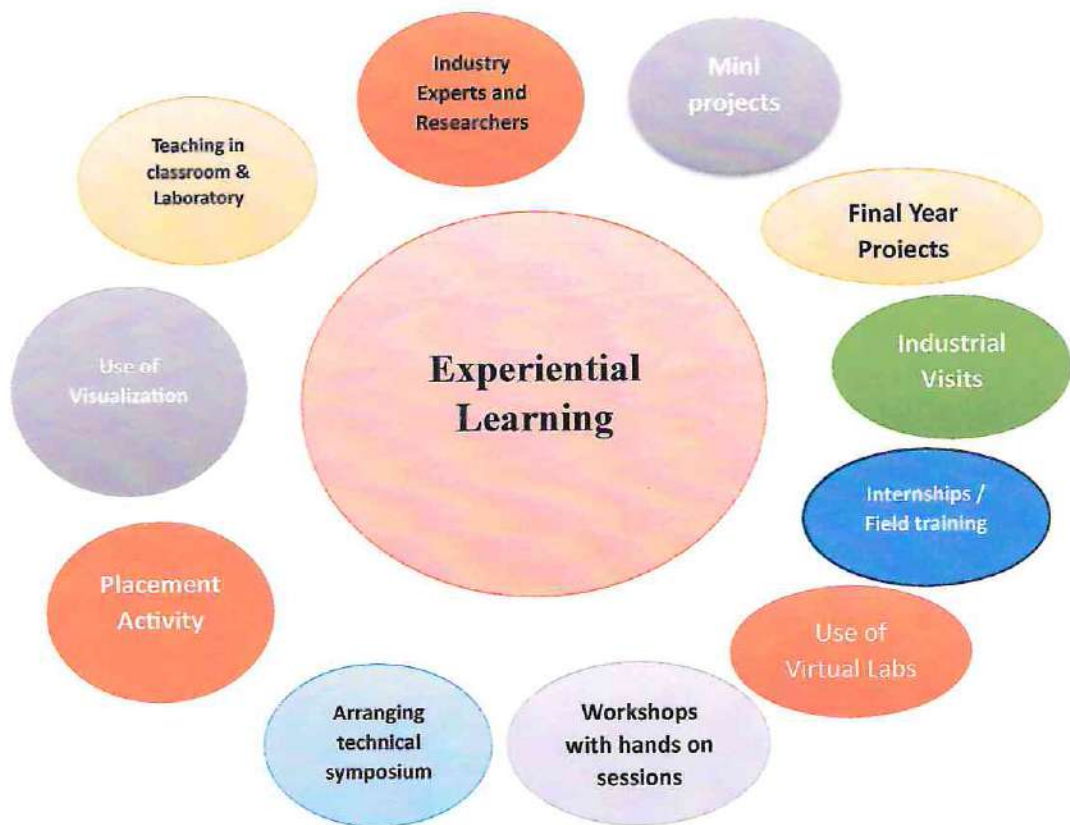 Industry
Experts and
Researchers
Mini
projects
Teaching in
classroom &
Laboratory
Final Year
Projects
Industrial
Visits
Use of
Visualization
Experiential
Learning
Internships /
Field training
Placement
Activity
Use of
Virtual Labs
Arranging
technical
symposium
Workshops
with hands on
sessions